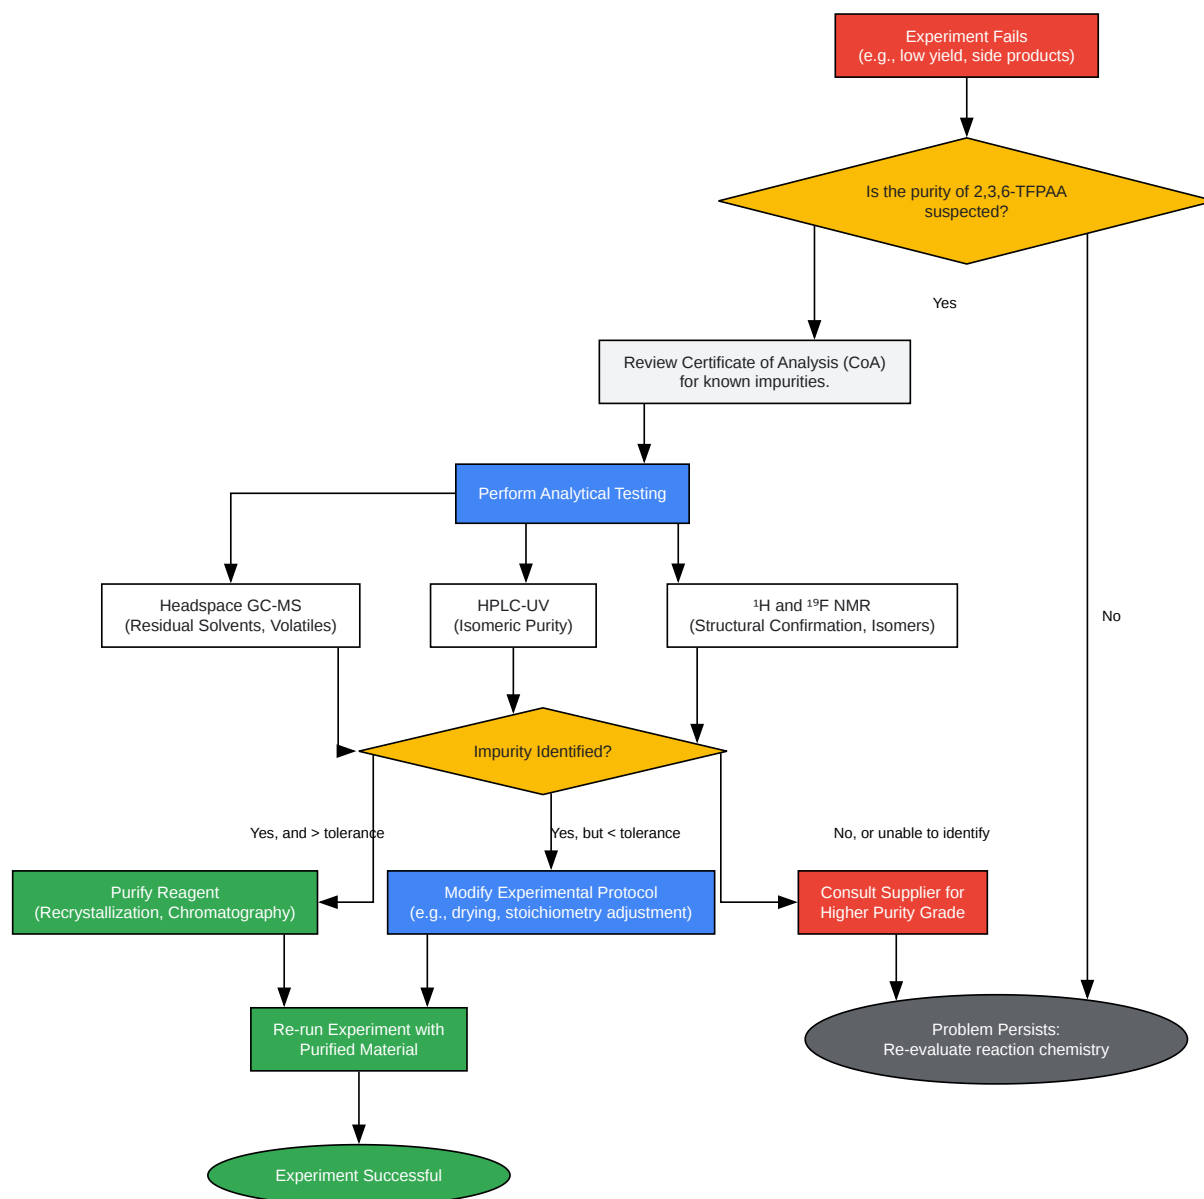 Experiment Fails
(e.g., low yield, side products)
Is the purity of 2,3,6-TFPAA
suspected?
Yes
Review Certificate of Analysis (CoA)
for known impurities.
Perform Analytical Testing
Headspace GC-MS
(Residual Solvents, Volatiles)
HPLC-UV
(Isomeric Purity)
¹H and ¹⁹F NMR
(Structural Confirmation, Isomers)
No
Impurity Identified?
Yes, and > tolerance
Yes, but < tolerance
No, or unable to identify
Purify Reagent
(Recrystallization, Chromatography)
Modify Experimental Protocol
(e.g., drying, stoichiometry adjustment)
Consult Supplier for
Higher Purity Grade
Re-run Experiment with
Purified Material
Problem Persists:
Re-evaluate reaction chemistry
Experiment Successful